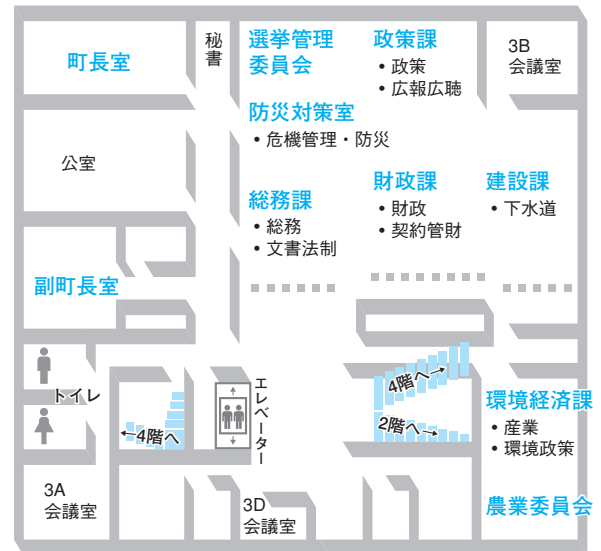 町長室
秘書
選挙管理
委員会
政策課
• 政策
• 広報広聴
3B
会議室
防災対策室
• 危機管理・防災
公室
総務課
• 総務
• 文書法制
財政課
• 財政
• 契約管財
建設課
• 下水道
副町長室
トイレ
←4階へ
エレベーター
4階へ→
2階へ→
環境経済課
• 産業
• 環境政策
農業委員会
3A
会議室
3D
会議室